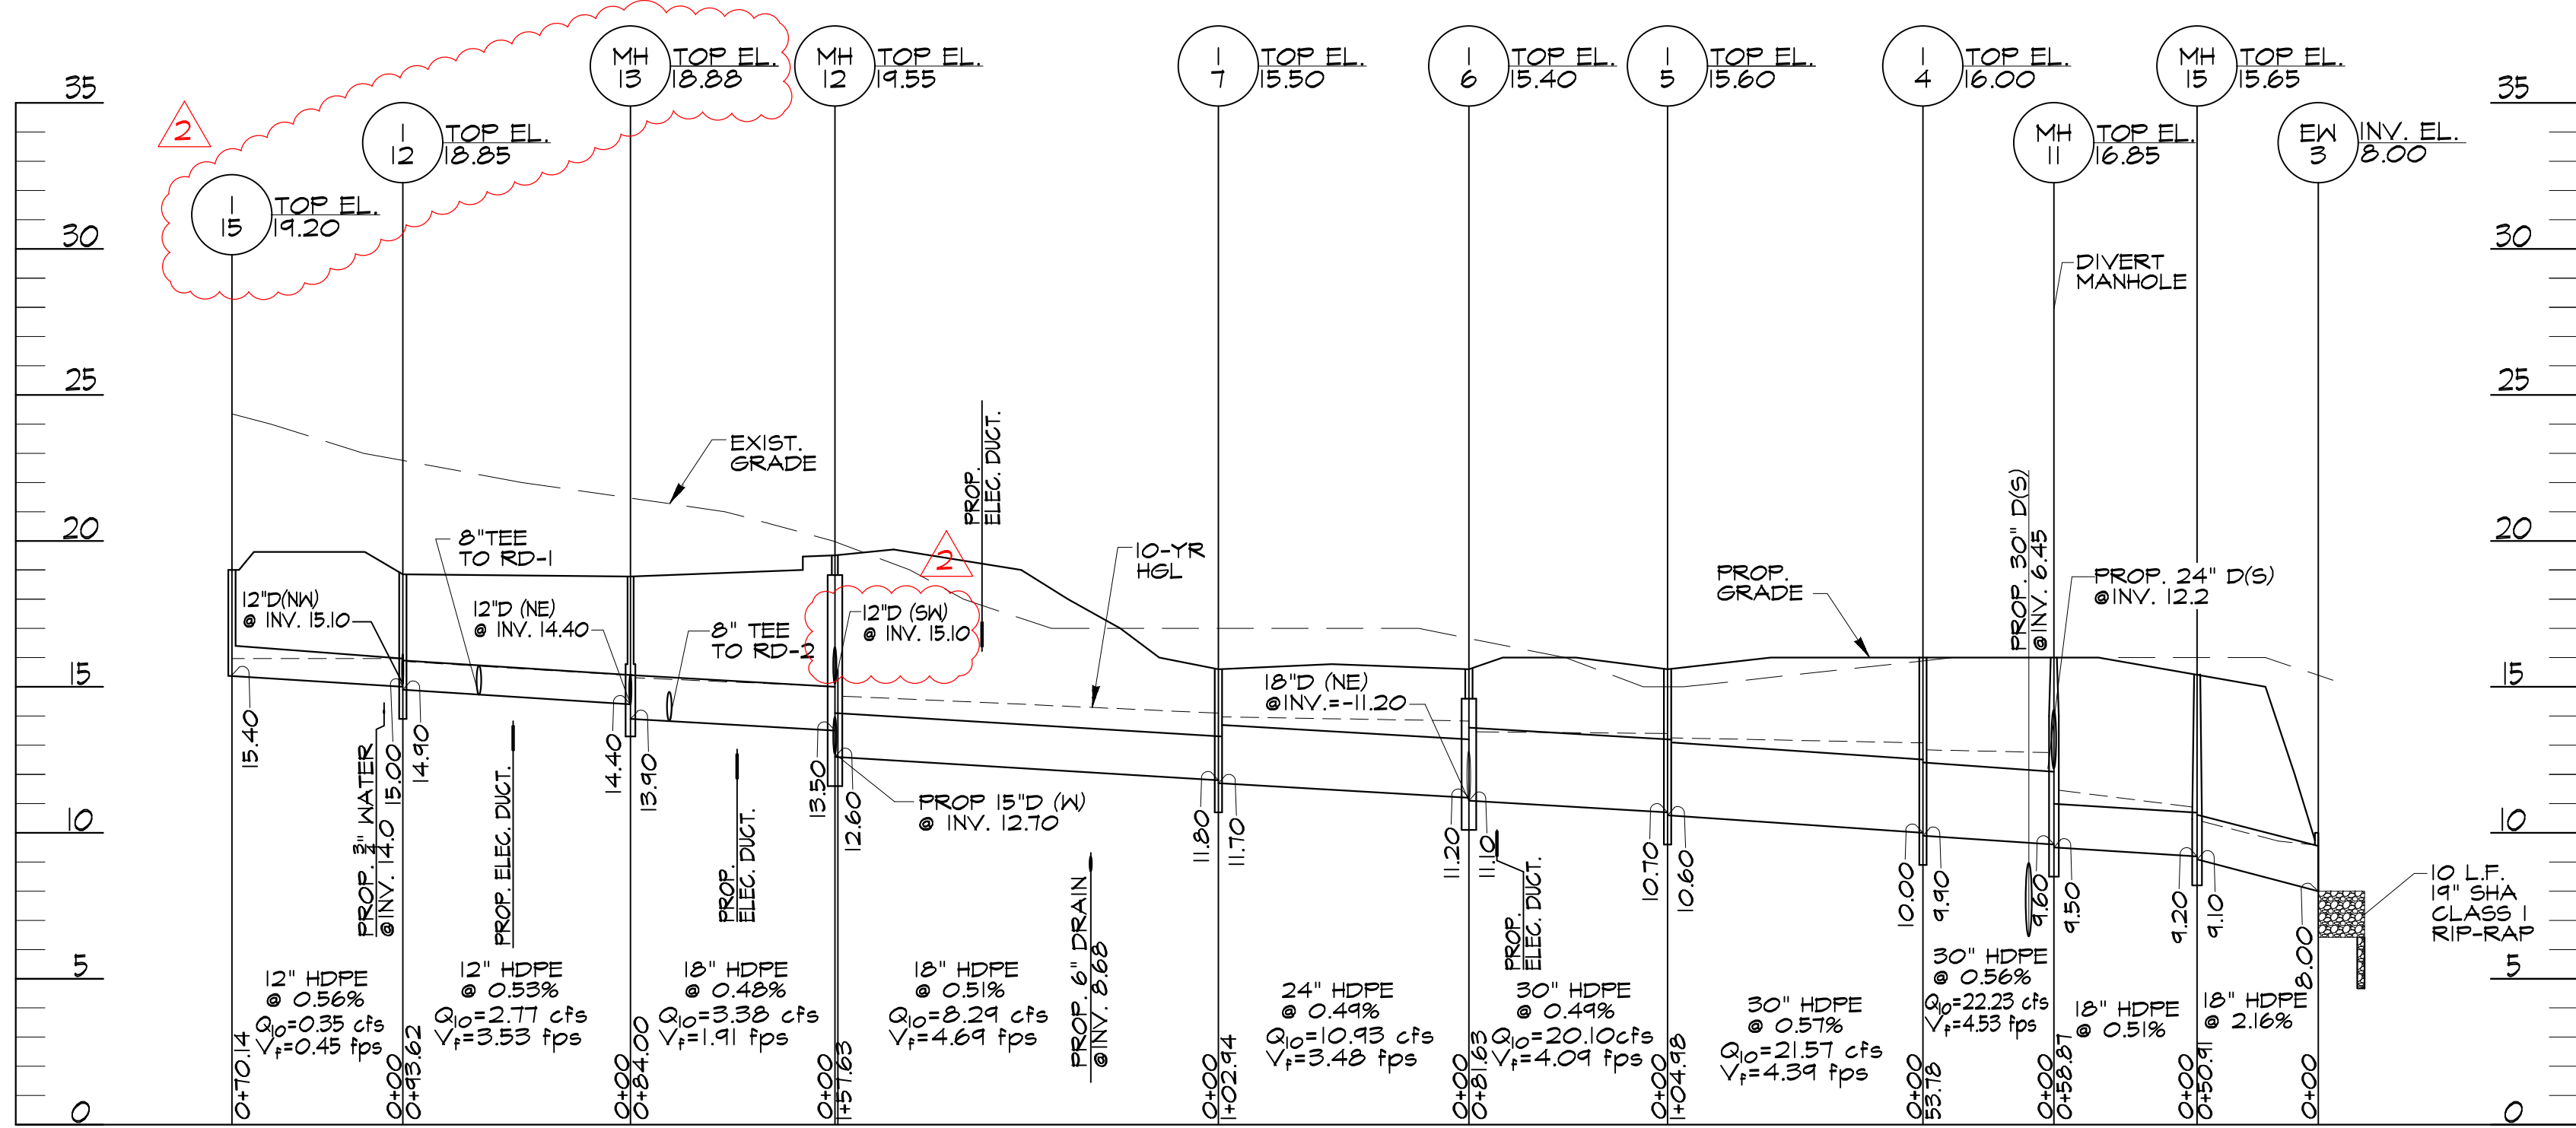 MH
13
TOP EL.
18.88
MH
12
TOP EL.
19.55
I
7
TOP EL.
15.50
I
6
TOP EL.
15.40
I
5
TOP EL.
15.60
I
4
TOP EL.
16.00
MH
15
TOP EL.
15.65
35
35
2
I
12
TOP EL.
18.85
MH
11
TOP EL.
16.85
EW
3
INV. EL.
8.00
I
15
TOP EL.
19.20
30
30
DIVERT
MANHOLE
25
25
EXIST.
GRADE
PROP.
ELEC. DUCT.
20
20
8" TEE
TO RD-1
2
10-YR
HGL
PROP.
GRADE
PROP. 30" D(S)
@INV. 6.45
PROP. 24" D(S)
@INV. 12.2
12"D(NW)
@ INV. 15.10
12"D (NE)
@ INV. 14.40
8" TEE
TO RD-2
12"D (SW)
@ INV. 15.10
15
15
18"D (NE)
@INV.=-11.20
15.40
PROP. 3/4" WATER
@INV. 14.0
15.00
14.90
PROP. ELEC. DUCT.
14.40
13.90
PROP.
ELEC. DUCT.
13.50
12.60
PROP 15"D (W)
@ INV. 12.70
11.80
11.70
11.20
11.10
PROP.
ELEC. DUCT.
10.70
10.60
10.00
9.90
9.60
9.50
9.20
9.10
8.00
10
10
10 L.F.
19" SHA
CLASS I
RIP-RAP
PROP. 6" DRAIN
@INV. 8.68
5
5
12" HDPE
@ 0.56%
Q10=0.35 cfs
Vf=0.45 fps
12" HDPE
@ 0.53%
Q10=2.77 cfs
Vf=3.53 fps
18" HDPE
@ 0.48%
Q10=3.38 cfs
Vf=1.91 fps
18" HDPE
@ 0.51%
Q10=8.29 cfs
Vf=4.69 fps
24" HDPE
@ 0.49%
Q10=10.93 cfs
Vf=3.48 fps
30" HDPE
@ 0.49%
Q10=20.10cfs
Vf=4.09 fps
30" HDPE
@ 0.57%
Q10=21.57 cfs
Vf=4.39 fps
30" HDPE
@ 0.56%
Q10=22.23 cfs
Vf=4.53 fps
18" HDPE
@ 0.51%
18" HDPE
@ 2.16%
0+70.14
0+00
0+93.62
0+00
0+84.00
0+00
1+57.63
0+00
1+02.94
0+00
0+81.63
0+00
1+04.98
0+00
53.78
0+00
0+58.87
0+00
0+50.91
0+00
0
0